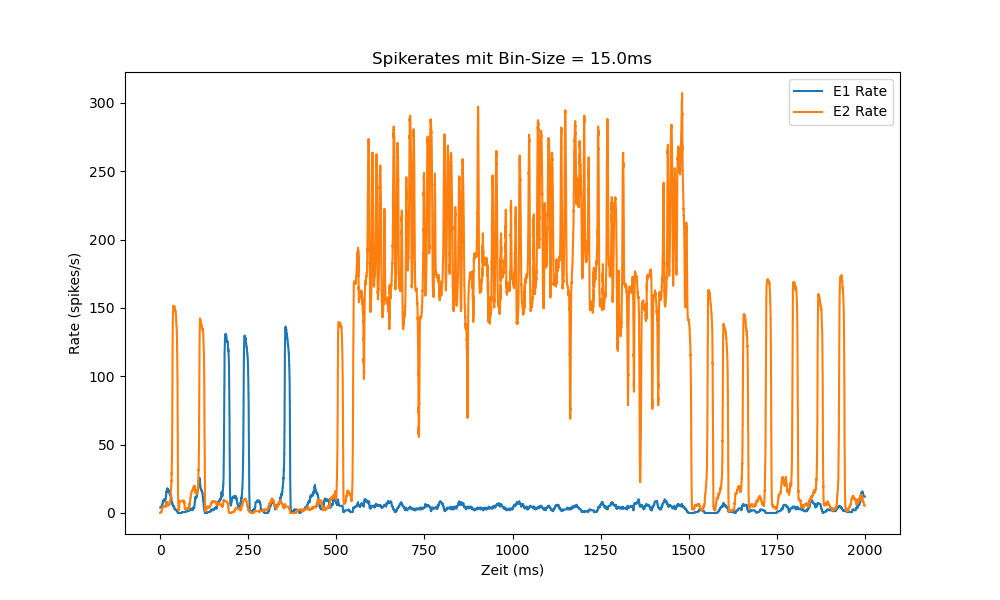 Spikerates mit Bin-Size = 15.0ms
E1 Rate
E2 Rate
Rate (spikes/s)
300
250
200
150
100
50
0
0 250 500 750 1000 1250 1500 1750 2000
Zeit (ms)